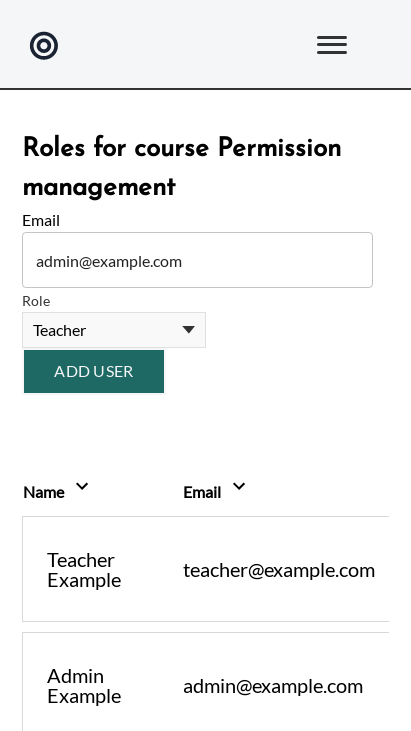 Roles for course Permission
management
Email
admin@example.com
Role
Teacher
ADD USER
Name Email
Teacher
Example
teacher@example.com
Admin
Example
admin@example.com